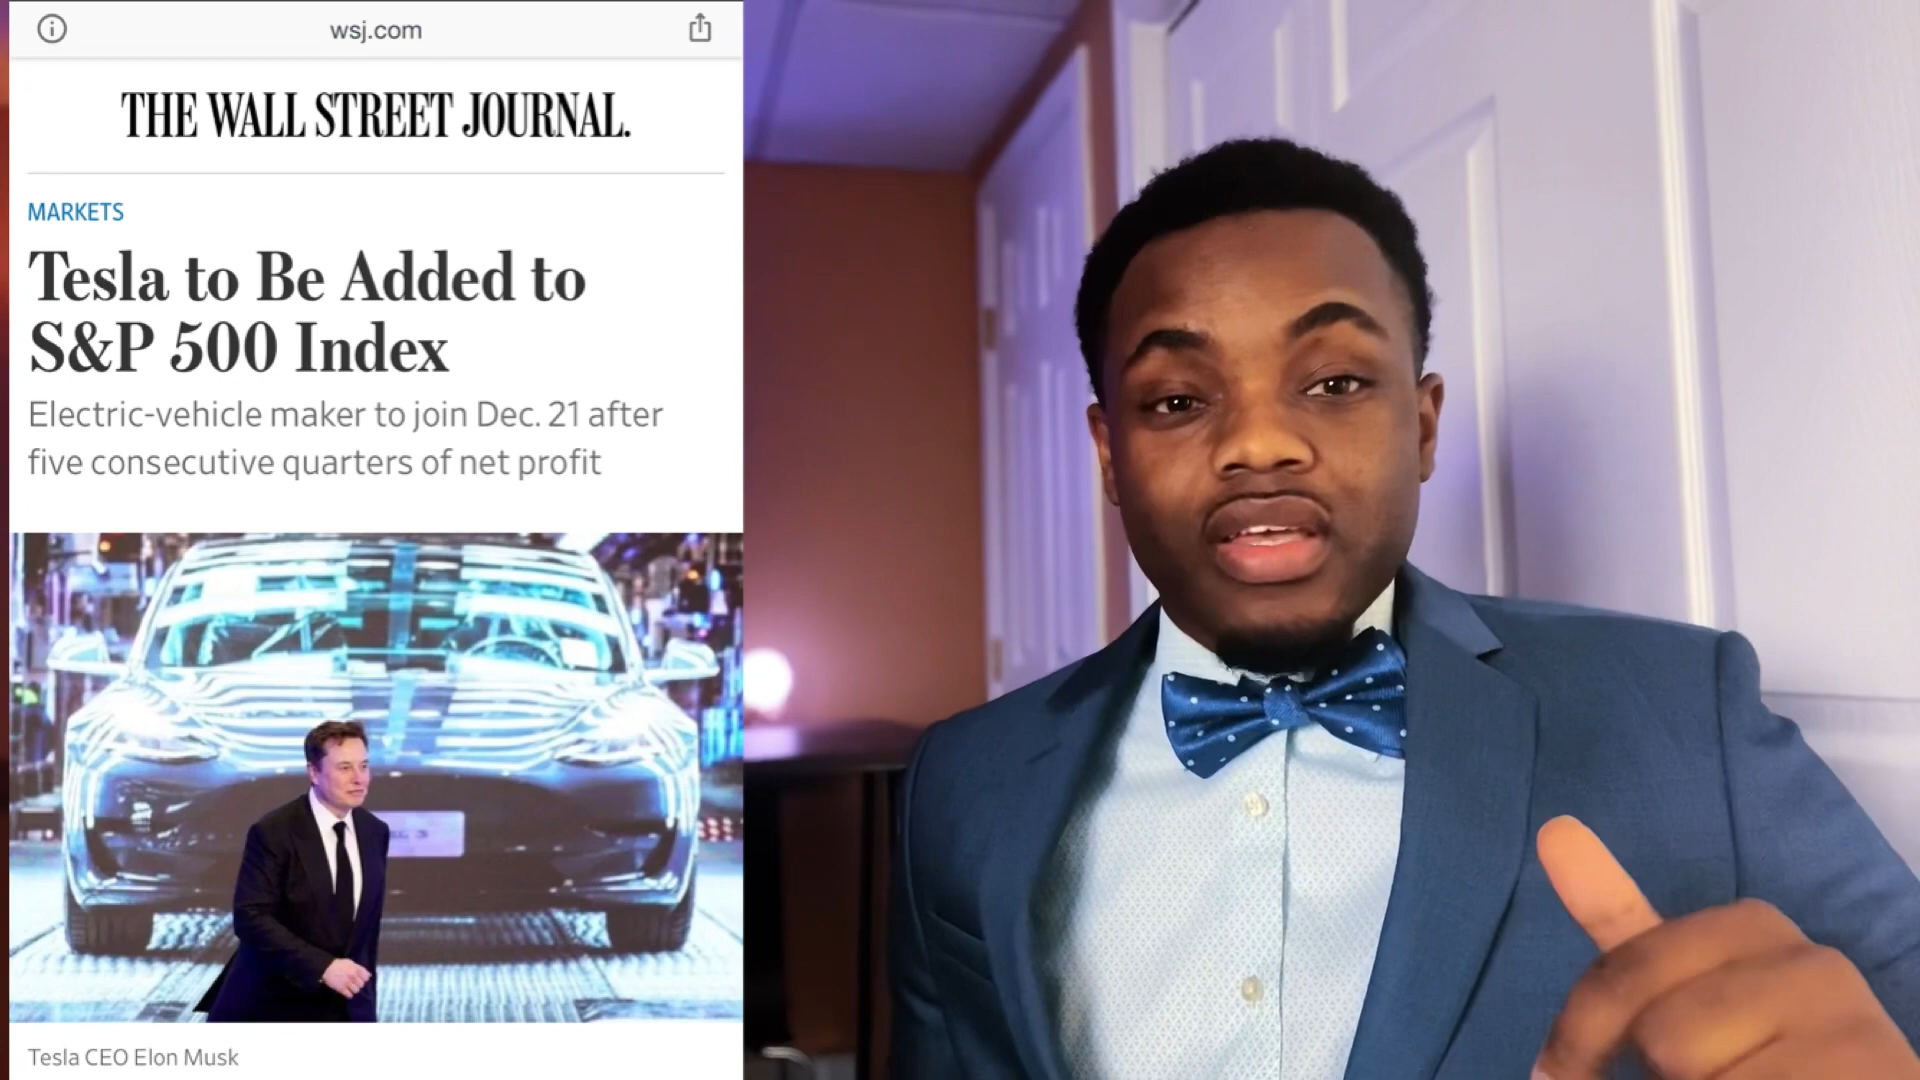 wsj.com
THE WALL STREET JOURNAL.
MARKETS
Tesla to Be Added to
S&P 500 Index
Electric-vehicle maker to join Dec. 21 after
five consecutive quarters of net profit
Tesla CEO Elon Musk